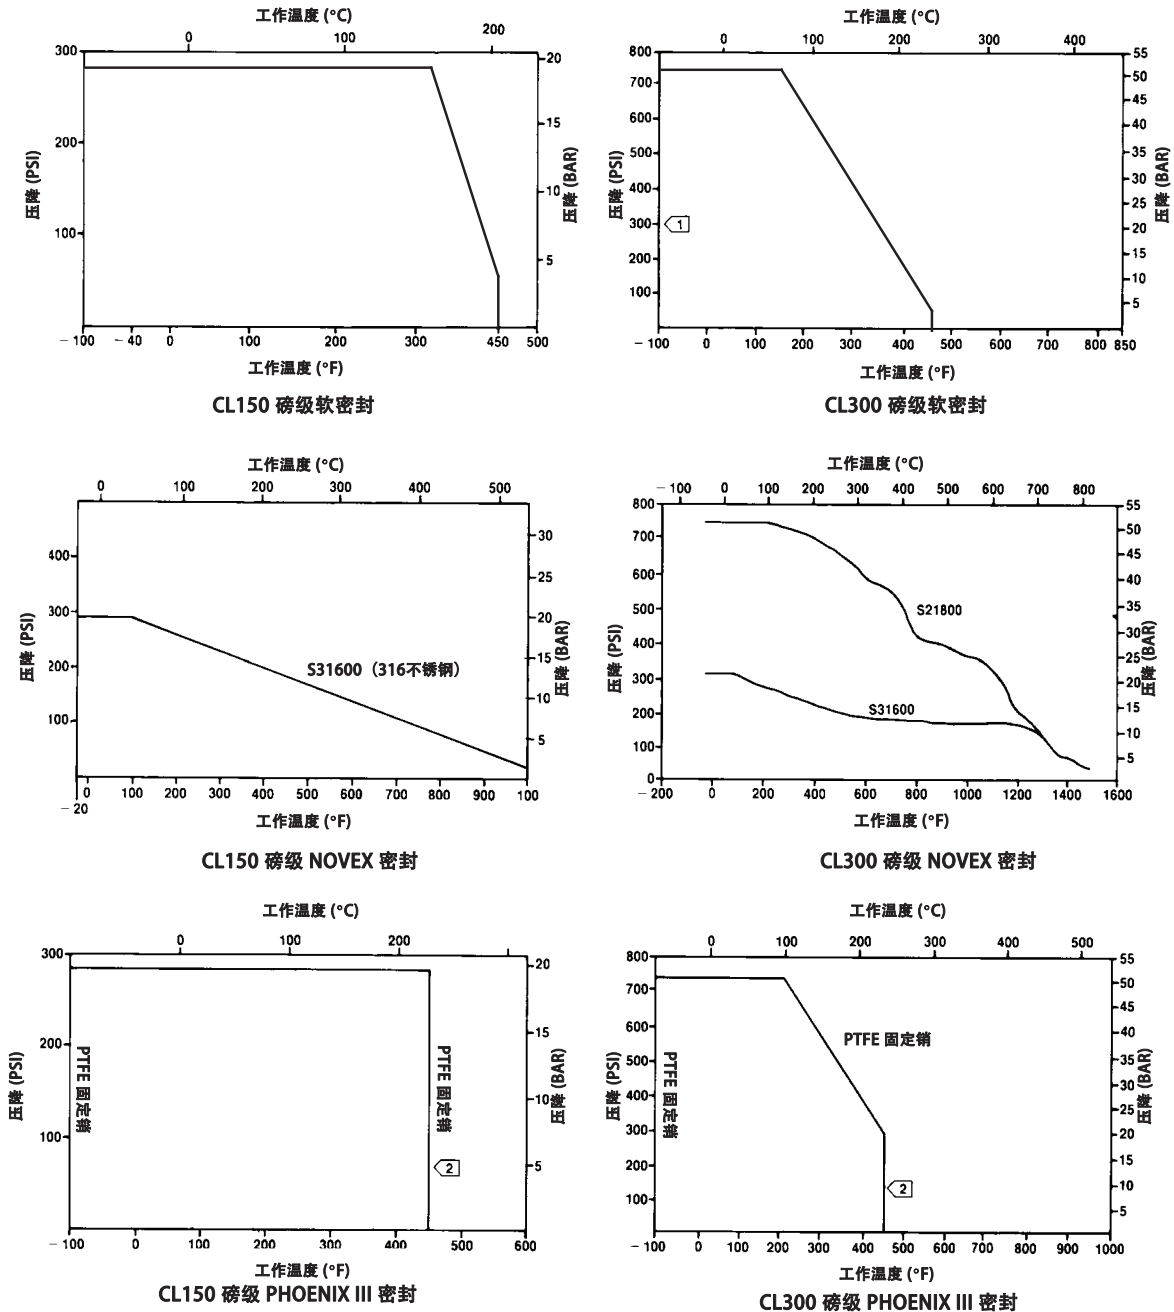 工作温度 (°C)
0 100 200
300 200 100
压降 (PSI)
20 15 10 5
压降 (BAR)
-100 -40 0 100 200 300 450 500
工作温度 (°F)
CL150 磅级软密封
工作温度 (°C)
0 100 200 300 400
800 700 600 500 400 300 200 100
压降 (PSI)
1
55 50 45 40 35 30 25 20 15 10 5
压降 (BAR)
-100 0 100 200 300 400 500 600 700 800 850
工作温度 (°F)
CL300 磅级软密封
工作温度 (°C)
0 100 200 300 400 500
400 300 200 100
压降 (PSI)
S31600（316不锈钢）
30 25 20 15 10 5
压降 (BAR)
0 100 200 300 400 500 600 700 800 900 100
-20
工作温度 (°F)
CL150 磅级 NOVEX 密封
工作温度 (°C)
-100 0 100 200 300 400 500 600 700 800
800 700 600 500 400 300 200 100 0
压降 (PSI)
S21800
S31600
55 50 45 40 35 30 25 20 15 10 5
压降 (BAR)
-200 0 200 400 600 800 1000 1200 1400 1600
工作温度 (°F)
CL300 磅级 NOVEX 密封
工作温度 (°C)
0 100 200
300 200 100
压降 (PSI)
PTFE 固定销
PTFE 固定销
2
20 15 10 5
压降 (BAR)
-100 0 100 200 300 400 500 600
工作温度 (°F)
CL150 磅级 PHOENIX III 密封
工作温度 (°C)
0 100 200 300 400 500
800 700 600 500 400 300 200 100
压降 (PSI)
PTFE 固定销
PTFE 固定销
2
55 50 45 40 35 30 25 20 15 10 5
压降 (BAR)
-100 0 100 200 300 400 500 600 700 800 900 1000
工作温度 (°F)
CL300 磅级 PHOENIX III 密封